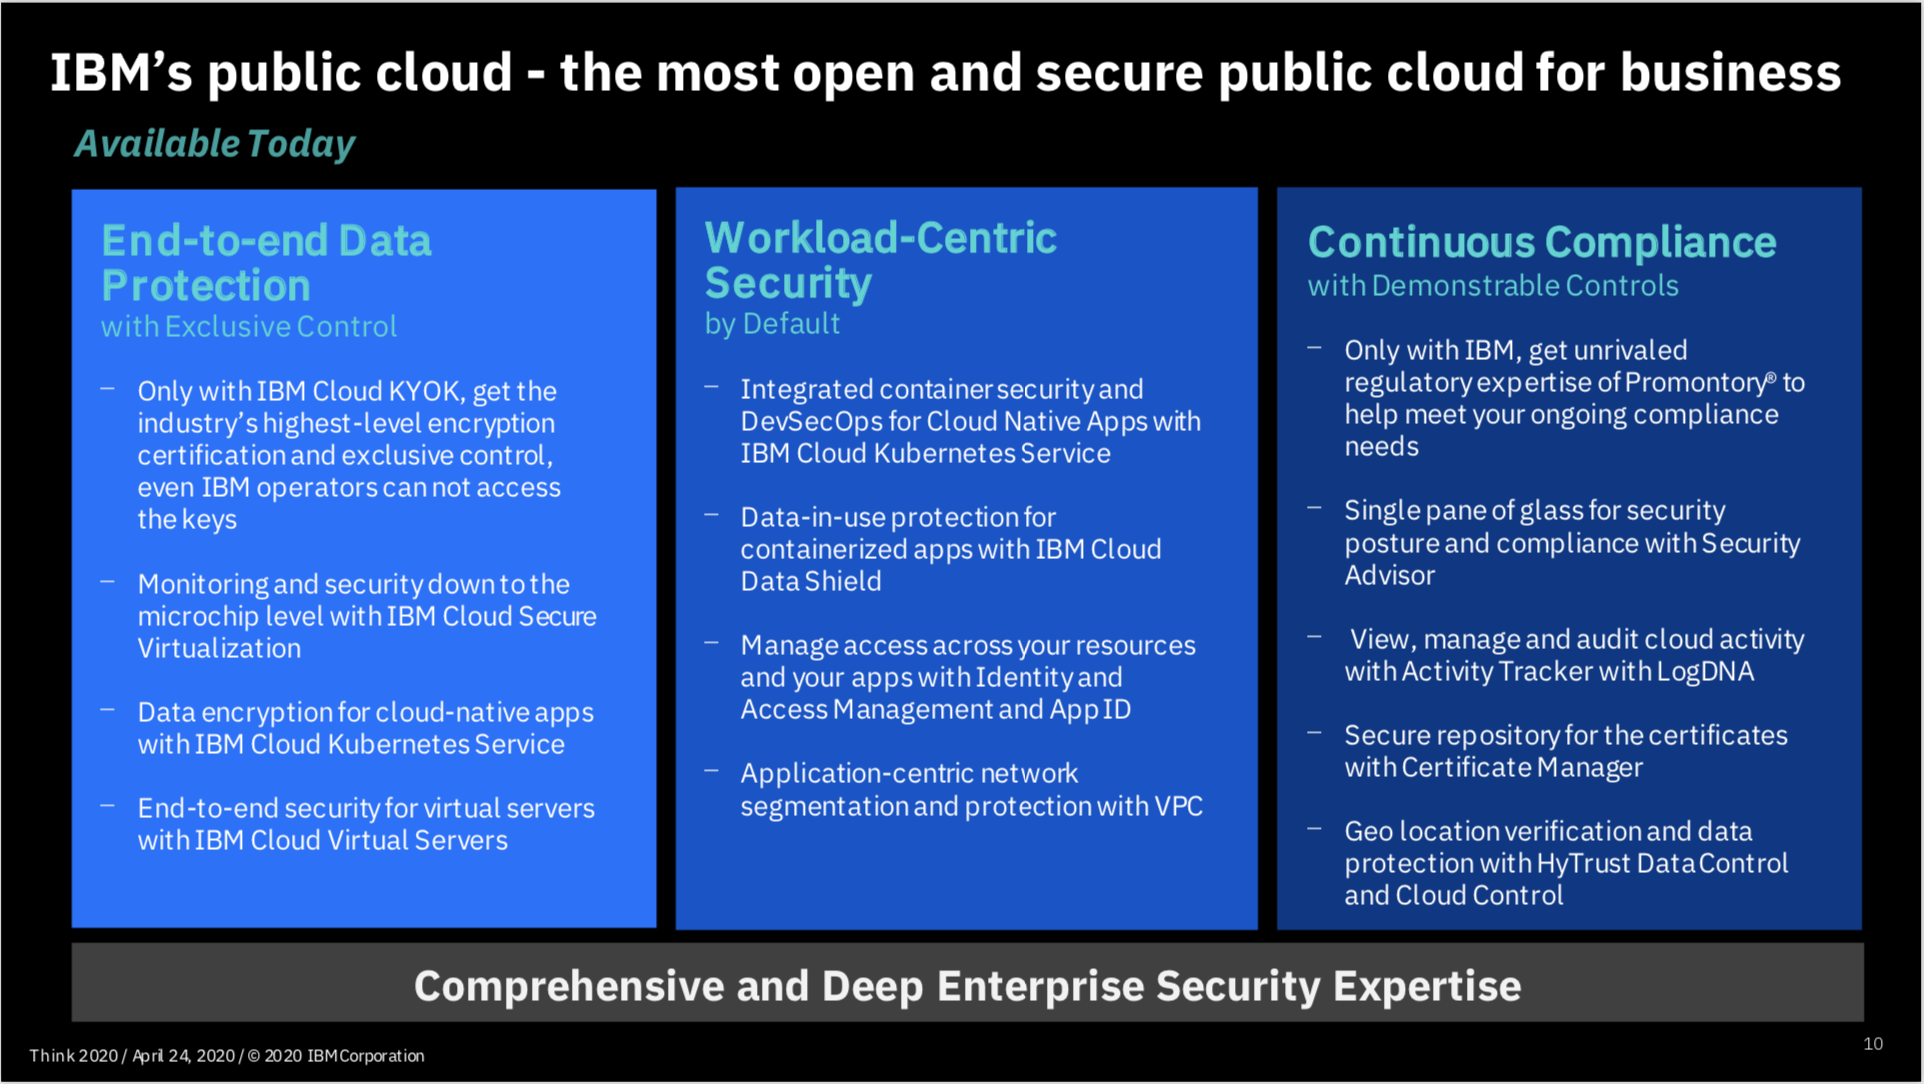 IBM's public cloud - the most open and secure public cloud for business
Available Today
End-to-end Data
Protection
with Exclusive Control
– Only with IBM Cloud KYOK, get the
industry's highest-level encryption
certification and exclusive control,
even IBM operators can not access
the keys
– Monitoring and security down to the
microchip level with IBM Cloud Secure
Virtualization
– Data encryption for cloud-native apps
with IBM Cloud Kubernetes Service
– End-to-end security for virtual servers
with IBM Cloud Virtual Servers
Workload-Centric
Security
by Default
– Integrated container security and
DevSecOps for Cloud Native Apps with
IBM Cloud Kubernetes Service
– Data-in-use protection for
containerized apps with IBM Cloud
Data Shield
– Manage access across your resources
and your apps with Identity and
Access Management and App ID
– Application-centric network
segmentation and protection with VPC
Continuous Compliance
with Demonstrable Controls
– Only with IBM, get unrivaled
regulatory expertise of Promontory® to
help meet your ongoing compliance
needs
– Single pane of glass for security
posture and compliance with Security
Advisor
– View, manage and audit cloud activity
with Activity Tracker with LogDNA
– Secure repository for the certificates
with Certificate Manager
– Geo location verification and data
protection with HyTrust Data Control
and Cloud Control
Comprehensive and Deep Enterprise Security Expertise
Think 2020 / April 24, 2020 / © 2020 IBM Corporation
10